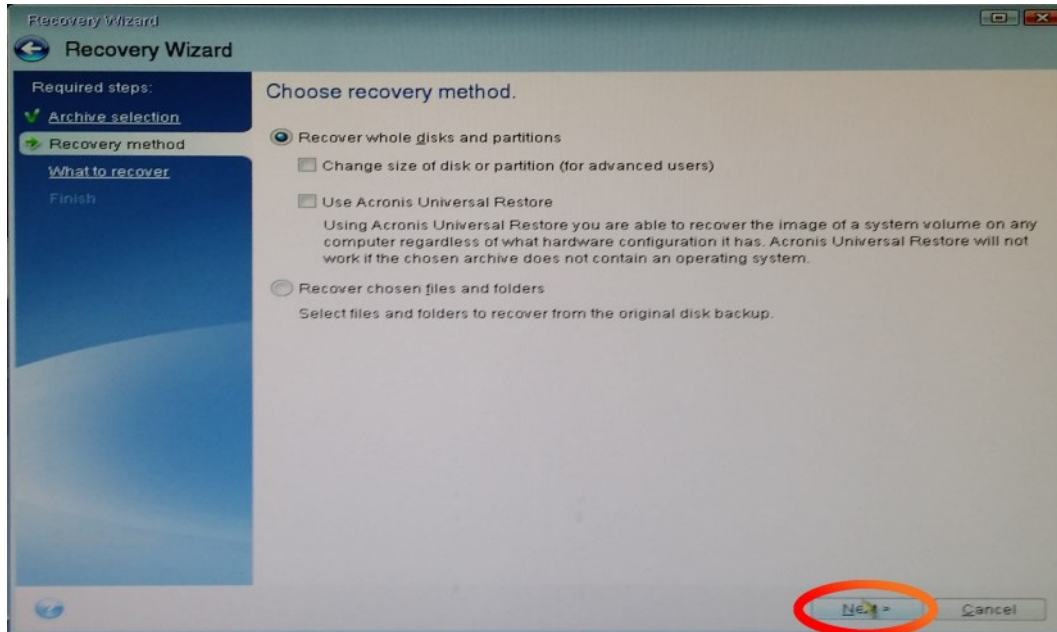 Recovery Wizard
Recovery Wizard
Required steps:
Archive selection
Recovery method
What to recover
Finish
Choose recovery method.
Recover whole disks and partitions
Change size of disk or partition (for advanced users)
Use Acronis Universal Restore
Using Acronis Universal Restore you are able to recover the image of a system volume on any
computer regardless of what hardware configuration it has. Acronis Universal Restore will not
work if the chosen archive does not contain an operating system.
Recover chosen files and folders
Select files and folders to recover from the original disk backup.
Next >
Cancel